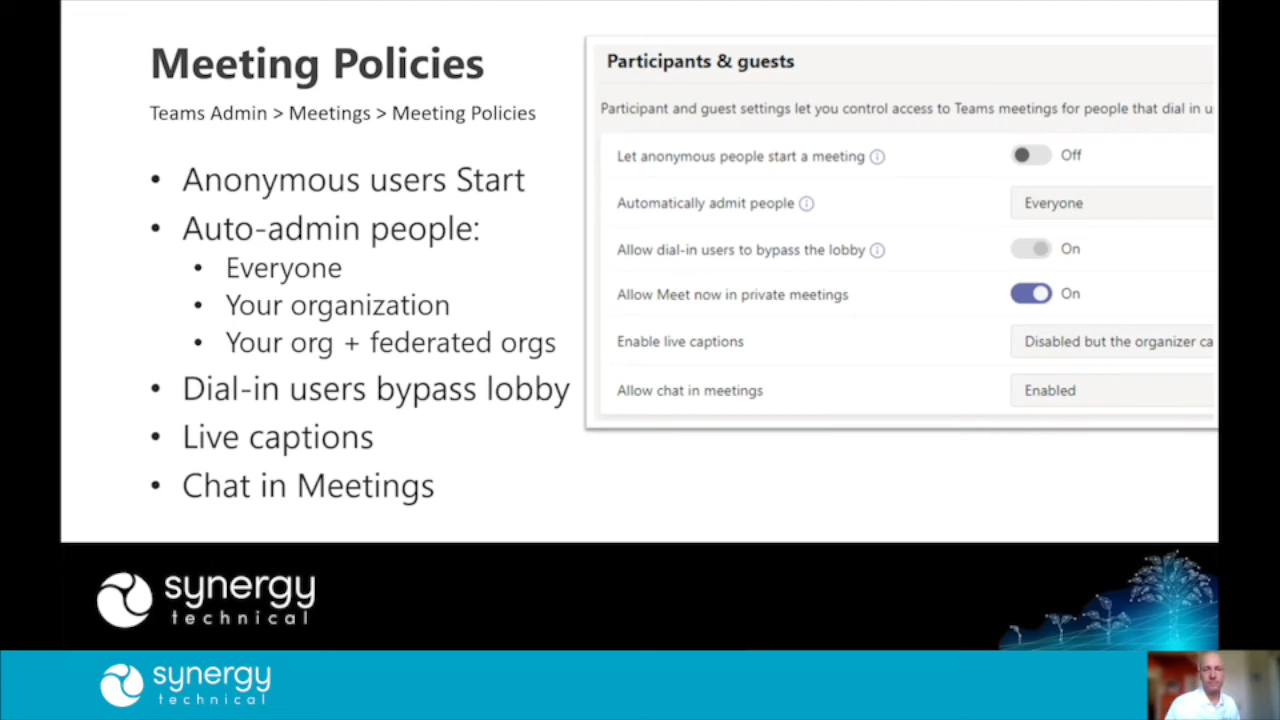 Meeting Policies
Teams Admin > Meetings > Meeting Policies
• Anonymous users Start
• Auto-admin people:
• Everyone
• Your organization
• Your org + federated orgs
• Dial-in users bypass lobby
• Live captions
• Chat in Meetings
Participants & guests
Participant and guest settings let you control access to Teams meetings for people that dial in u
Let anonymous people start a meeting Off
Automatically admit people Everyone
Allow dial-in users to bypass the lobby On
Allow Meet now in private meetings On
Enable live captions Disabled but the organizer ca
Allow chat in meetings Enabled
synergy
technical
synergy
technical